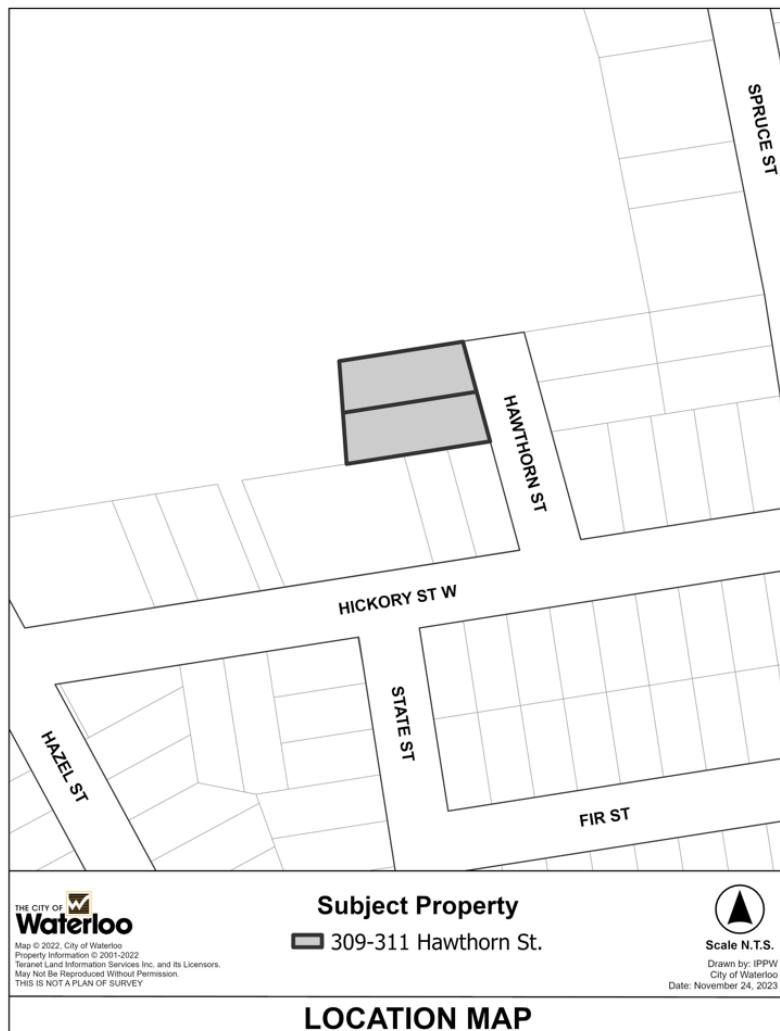 SPRUCE ST
HAWTHORN ST
HICKORY ST W
STATE ST
HAZEL ST
FIR ST
THE CITY OF
Waterloo
Map © 2022, City of Waterloo
Property Information © 2001-2022
Teranet Land Information Services Inc. and its Licensors.
May Not Be Reproduced Without Permission.
THIS IS NOT A PLAN OF SURVEY
Subject Property
309-311 Hawthorn St.
Scale N.T.S.
Drawn by: IPPW
City of Waterloo
Date: November 24, 2023
LOCATION MAP